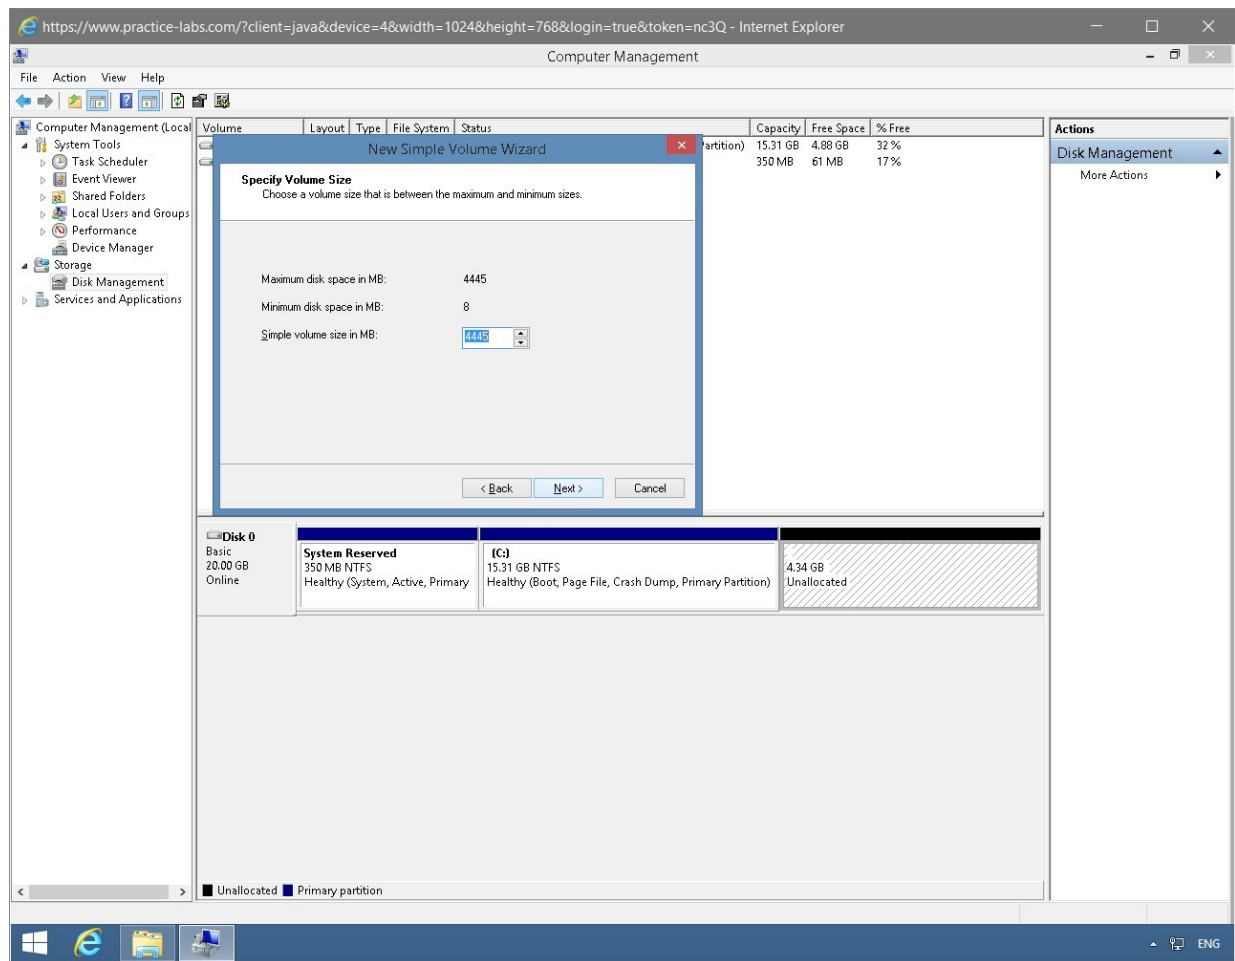 https://www.practice-labs.com/?client=java&device=4&width=1024&height=768&login=true&token=nc3Q - Internet Explorer
Computer Management
File Action View Help
Computer Management (Local
System Tools
Task Scheduler
Event Viewer
Shared Folders
Local Users and Groups
Performance
Device Manager
Storage
Disk Management
Services and Applications
Volume Layout Type File System Status Capacity Free Space % Free
artition) 15.31 GB 4.88 GB 32 %
350 MB 61 MB 17 %
New Simple Volume Wizard
Specify Volume Size
Choose a volume size that is between the maximum and minimum sizes.
Maximum disk space in MB: 4445
Minimum disk space in MB: 8
Simple volume size in MB: 4445
< Back Next > Cancel
Actions
Disk Management
More Actions
Disk 0
Basic
20.00 GB
Online
System Reserved
350 MB NTFS
Healthy (System, Active, Primary
(C:)
15.31 GB NTFS
Healthy (Boot, Page File, Crash Dump, Primary Partition)
4.34 GB
Unallocated
Unallocated Primary partition
ENG